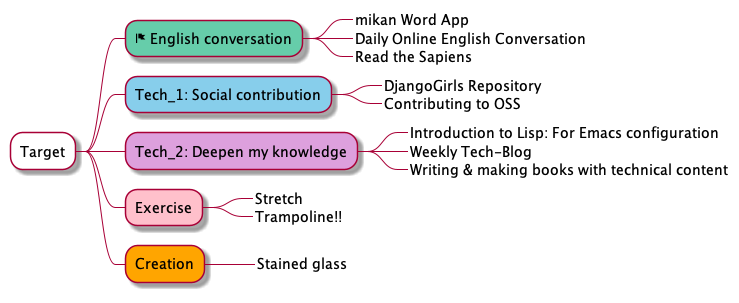 Target
English conversation
mikan Word App
Daily Online English Conversation
Read the Sapiens
Tech_1: Social contribution
DjangoGirls Repository
Contributing to OSS
Tech_2: Deepen my knowledge
Introduction to Lisp: For Emacs configuration
Weekly Tech-Blog
Writing & making books with technical content
Exercise
Stretch
Trampoline!!
Creation
Stained glass